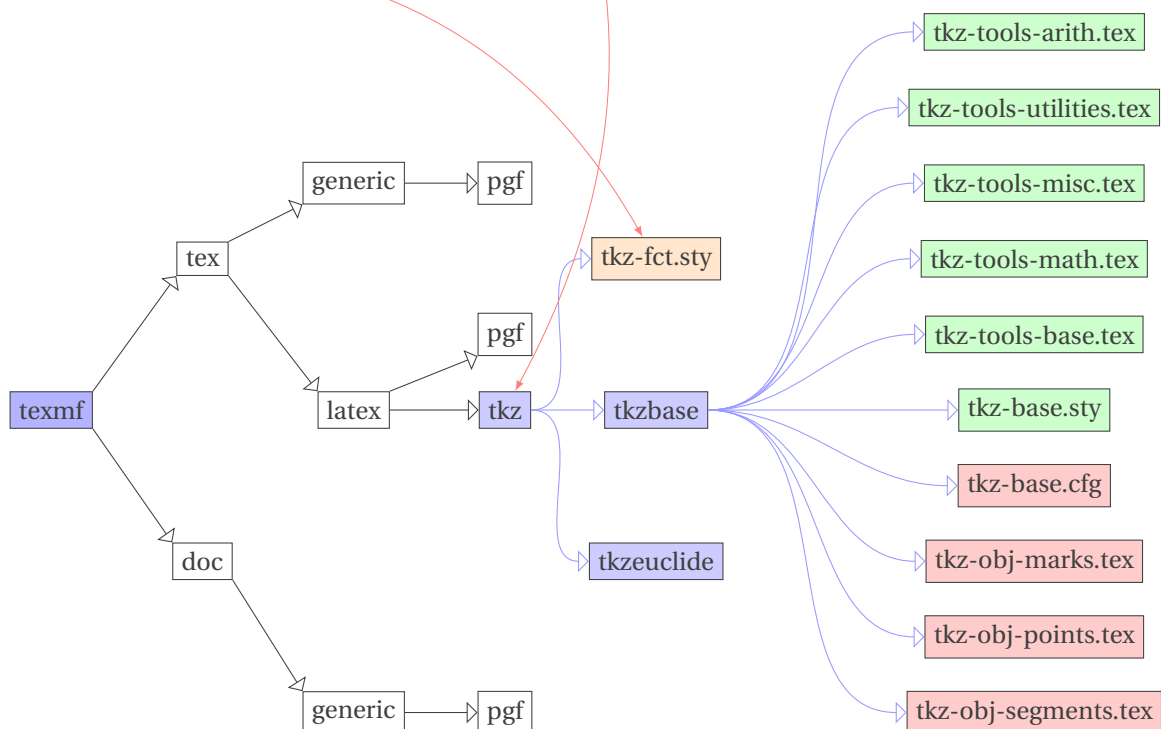 tkz-tools-arith.tex
tkz-tools-utilities.tex
generic
pgf
tkz-tools-misc.tex
tex
tkz-fct.sty
tkz-tools-math.tex
pgf
tkz-tools-base.tex
texmf
latex
tkz
tkzbase
tkz-base.sty
tkz-base.cfg
doc
tkzeuclide
tkz-obj-marks.tex
tkz-obj-points.tex
generic
pgf
tkz-obj-segments.tex